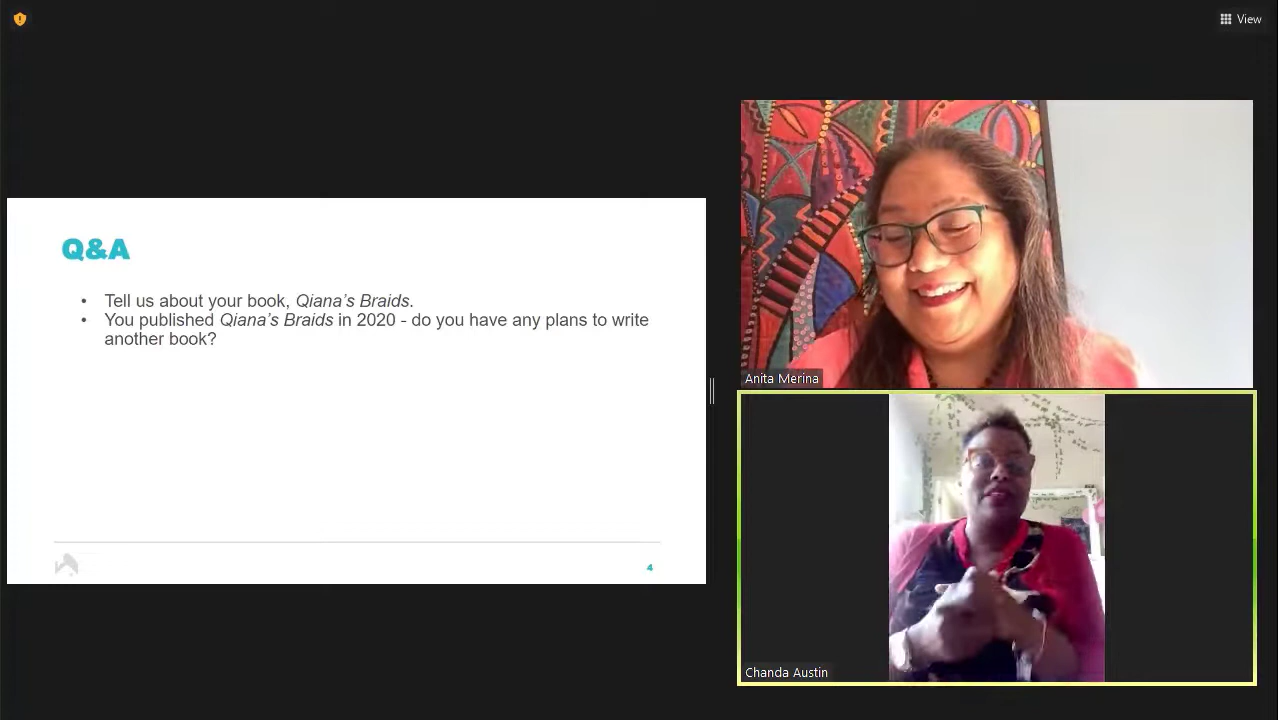 View
Q&A
• Tell us about your book, Qiana's Braids.
• You published Qiana's Braids in 2020 - do you have any plans to write
another book?
4
Anita Merina
Chanda Austin